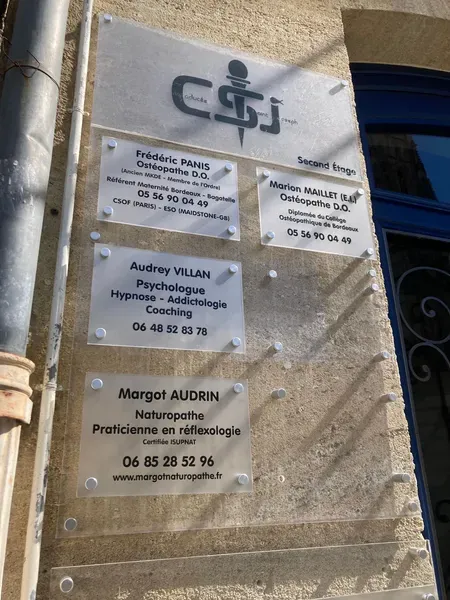 CSJ
Second Étage
Frédéric PANIS
Ostéopathe D.O.
(Ancien MKDE - Membre de l'Ordre)
Référent Maternité Bordeaux - Bagatelle
05 56 90 04 49
CSOF (PARIS) - ESO (MAIDSTONE-GB)
Marion MAILLET (E.I.)
Ostéopathe D.O.
Diplomée du Collège
Ostéopathique de Bordeaux
05 56 90 04 49
Audrey VILLAN
Psychologue
Hypnose - Addictologie
Coaching
06 48 52 83 78
Margot AUDRIN
Naturopathe
Praticienne en réflexologie
Certifiée ISUPNAT
06 85 28 52 96
www.margotnaturopathe.fr